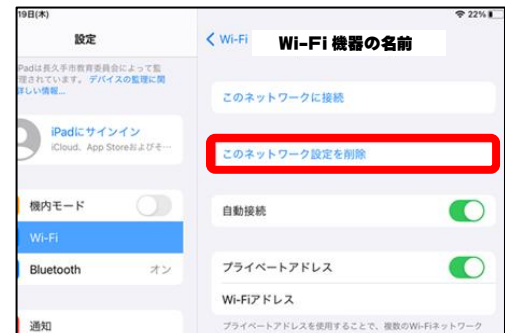 19日(木)
22%
設定
Wi-Fi
Wi-Fi 機器の名前
iPadは長久手市教育委員会によって監
理されています。デバイスの監理に関
詳しい情報...
このネットワークに接続
iPadにサインイン
iCloud、App Storeおよびそ…
このネットワーク設定を削除
機内モード
自動接続
Wi-Fi
Bluetooth
オン
プライベートアドレス
Wi-Fiアドレス
通知
プライベートアドレスを使用することで、複数のWi-Fiネットワーク